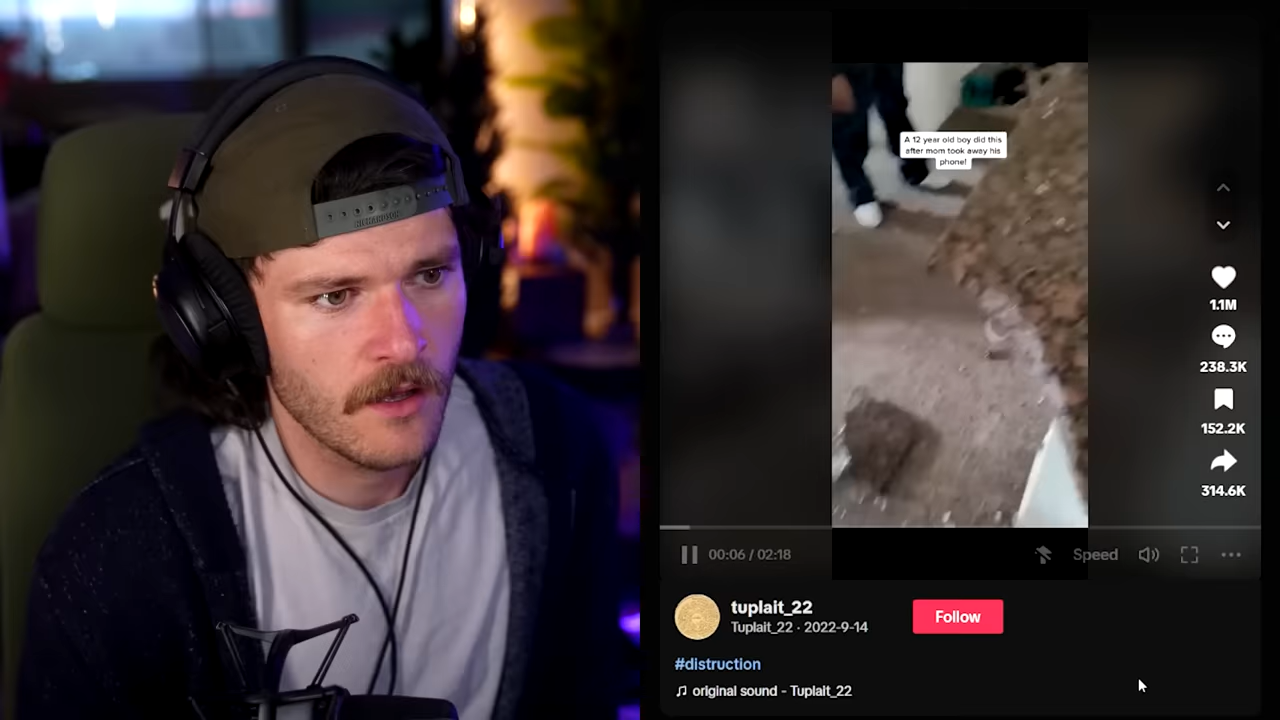 A 12 year old boy did this
after mom took away his
phone!
1.1M
238.3K
152.2K
314.6K
00:06 / 02:18
Speed
tuplait_22
Tuplait_22 · 2022-9-14
Follow
#distruction
♫ original sound - Tuplait_22